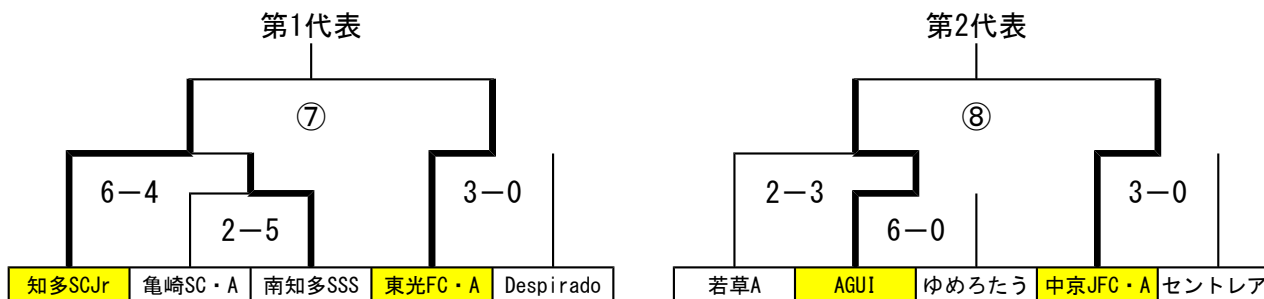 第1代表
第2代表
⑦
⑧
6－4
3－0
2－3
3－0
2－5
6－0
知多SCJr 亀崎SC・A 南知多SSS 東光FC・A Despirado
若草A AGUI ゆめろたう 中京JFC・A セントレア